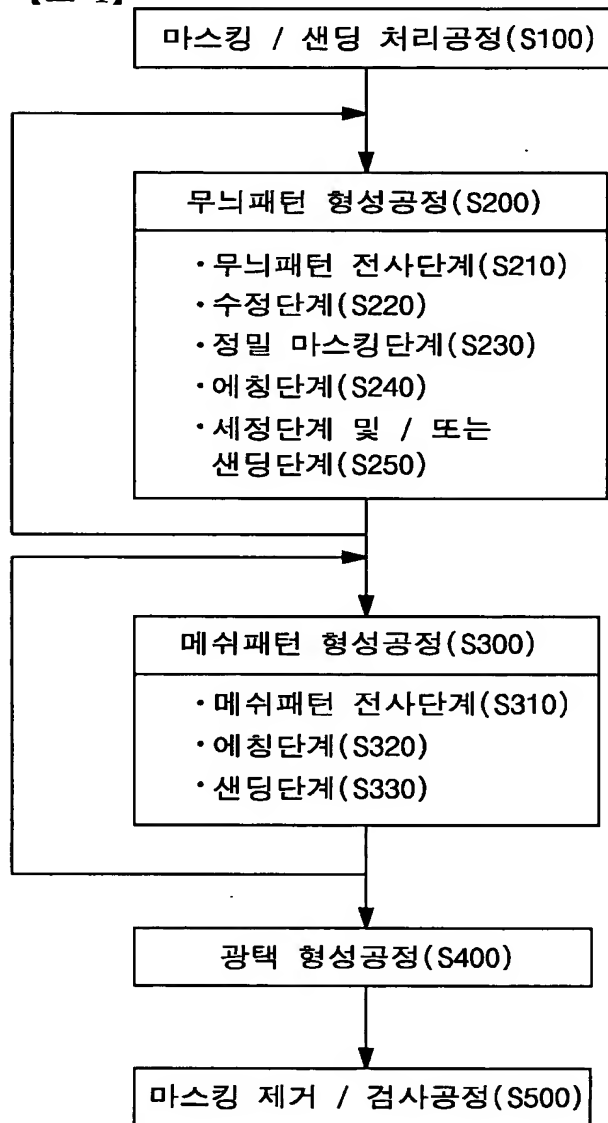 마스킹 / 샌딩 처리공정(S100)
무늬패턴 형성공정(S200)
·무늬패턴 전사단계(S210)
·수정단계(S220)
·정밀 마스킹단계(S230)
·에칭단계(S240)
·세정단계 및 / 또는
샌딩단계(S250)
메쉬패턴 형성공정(S300)
·메쉬패턴 전사단계(S310)
·에칭단계(S320)
·샌딩단계(S330)
광택 형성공정(S400)
마스킹 제거 / 검사공정(S500)